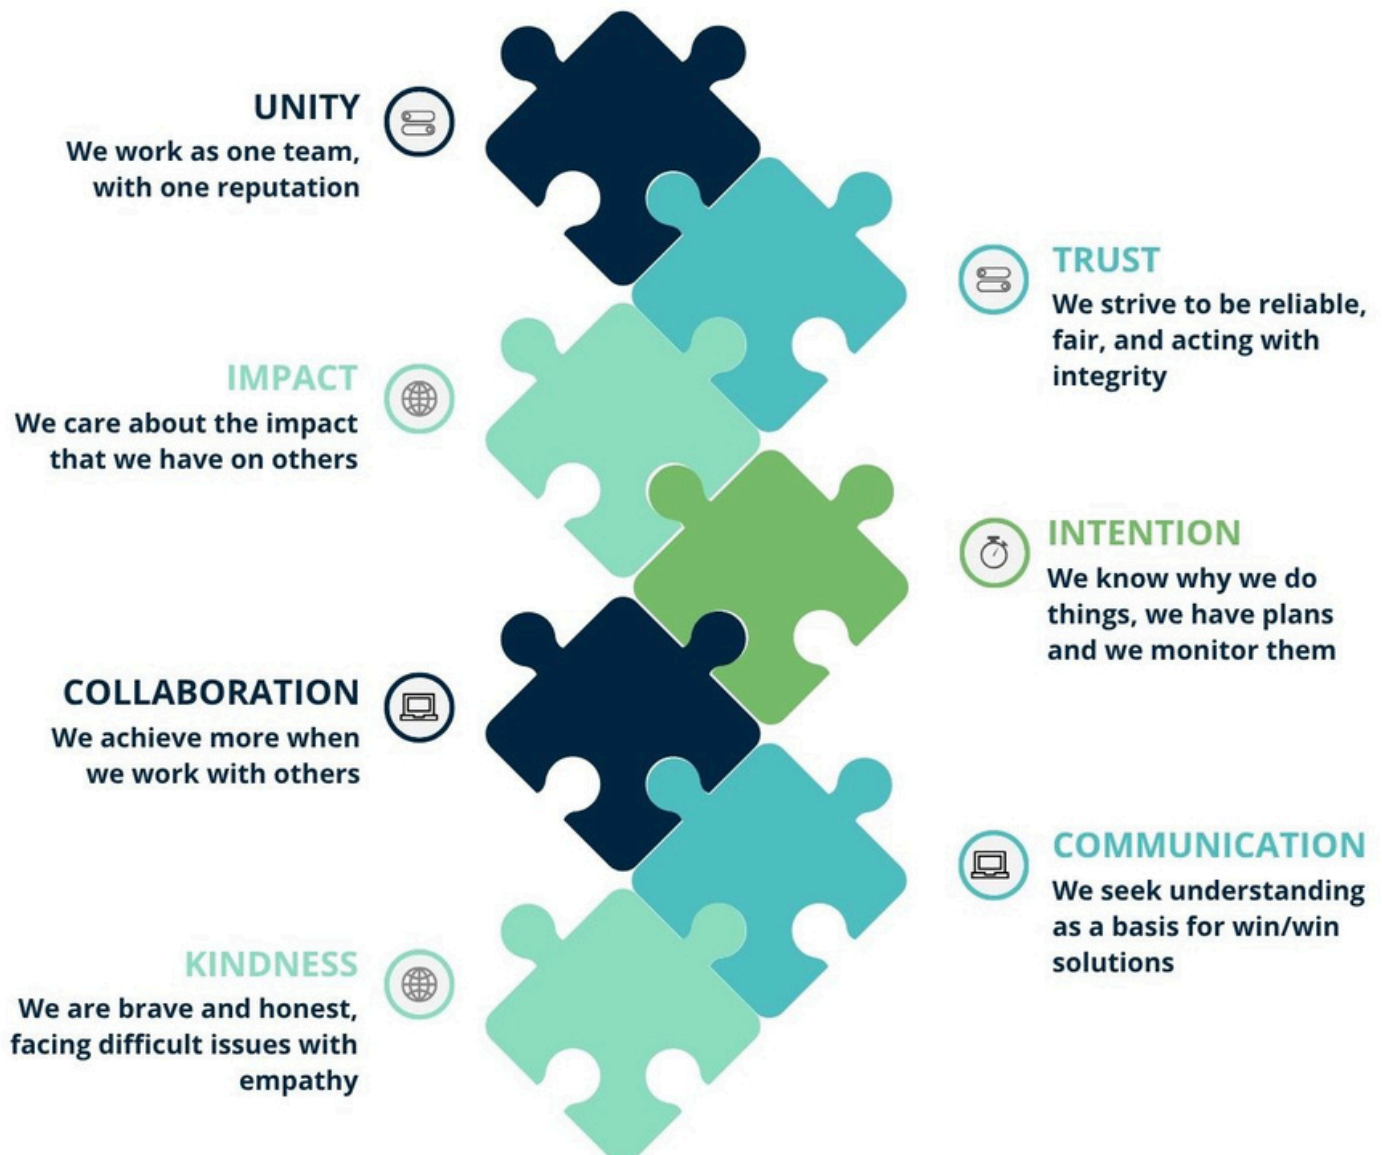 UNITY
We work as one team,
with one reputation
TRUST
We strive to be reliable,
fair, and acting with
integrity
IMPACT
We care about the impact
that we have on others
INTENTION
We know why we do
things, we have plans
and we monitor them
COLLABORATION
We achieve more when
we work with others
COMMUNICATION
We seek understanding
as a basis for win/win
solutions
KINDNESS
We are brave and honest,
facing difficult issues with
empathy